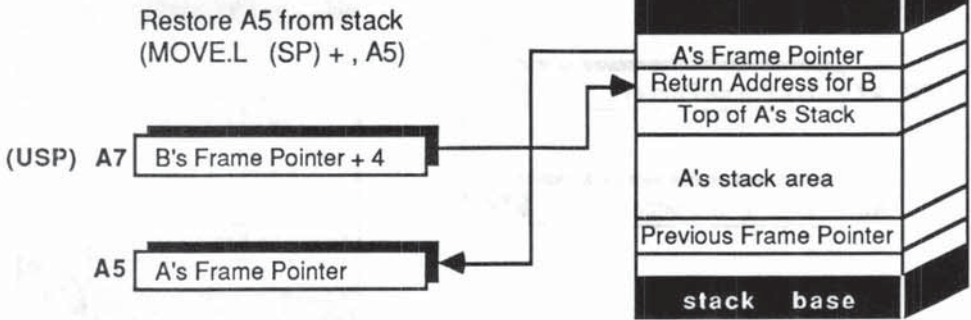 Restore A5 from stack
(MOVE.L (SP) + , A5)
A's Frame Pointer
Return Address for B
Top of A's Stack
(USP) A7 B's Frame Pointer + 4
A's stack area
Previous Frame Pointer
A5 A's Frame Pointer
stack base